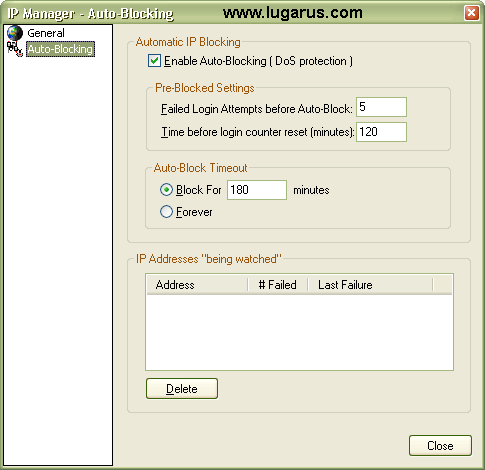 IP Manager - Auto-Blocking
www.lugarus.com
General
Auto-Blocking
Automatic IP Blocking
Enable Auto-Blocking ( DoS protection )
Pre-Blocked Settings
Failed Login Attempts before Auto-Block: 5
Time before login counter reset (minutes): 120
Auto-Block Timeout
Block For 180 minutes
Forever
IP Addresses "being watched"
Address # Failed Last Failure
Delete
Close